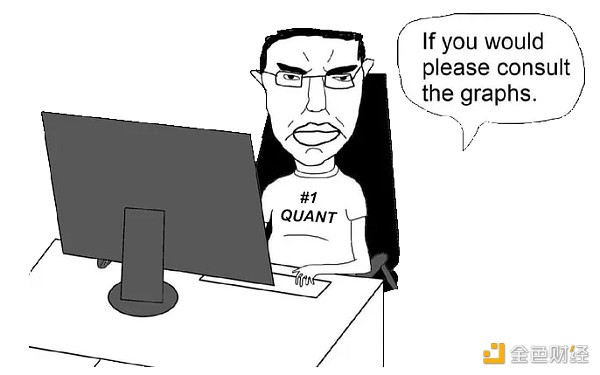 If you would
please consult
the graphs.
#1
QUANT
金色财经